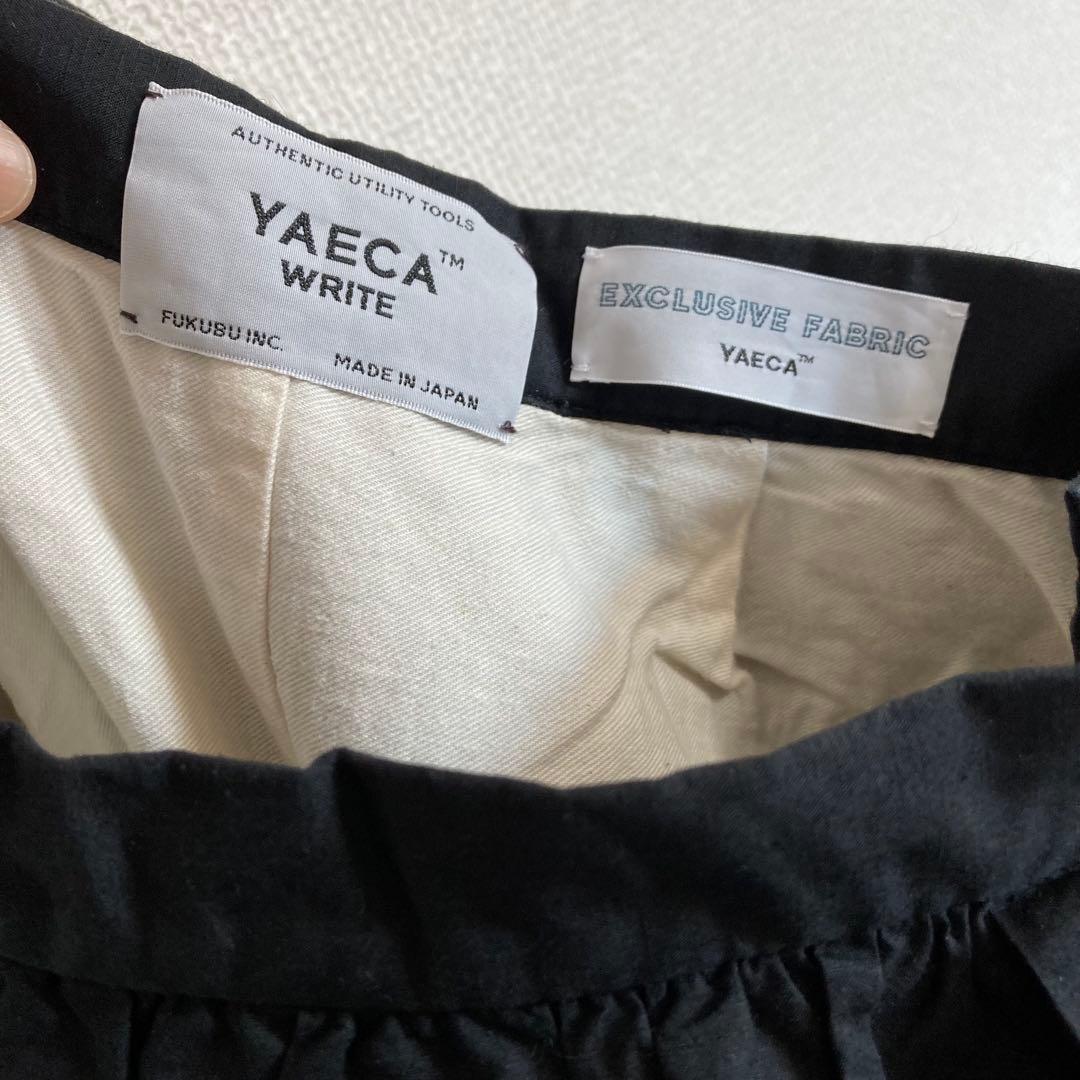 AUTHENTIC UTILITY TOOLS
YAECA™
WRITE
FUKUBU INC. MADE IN JAPAN
EXCLUSIVE FABRIC
YAECA™